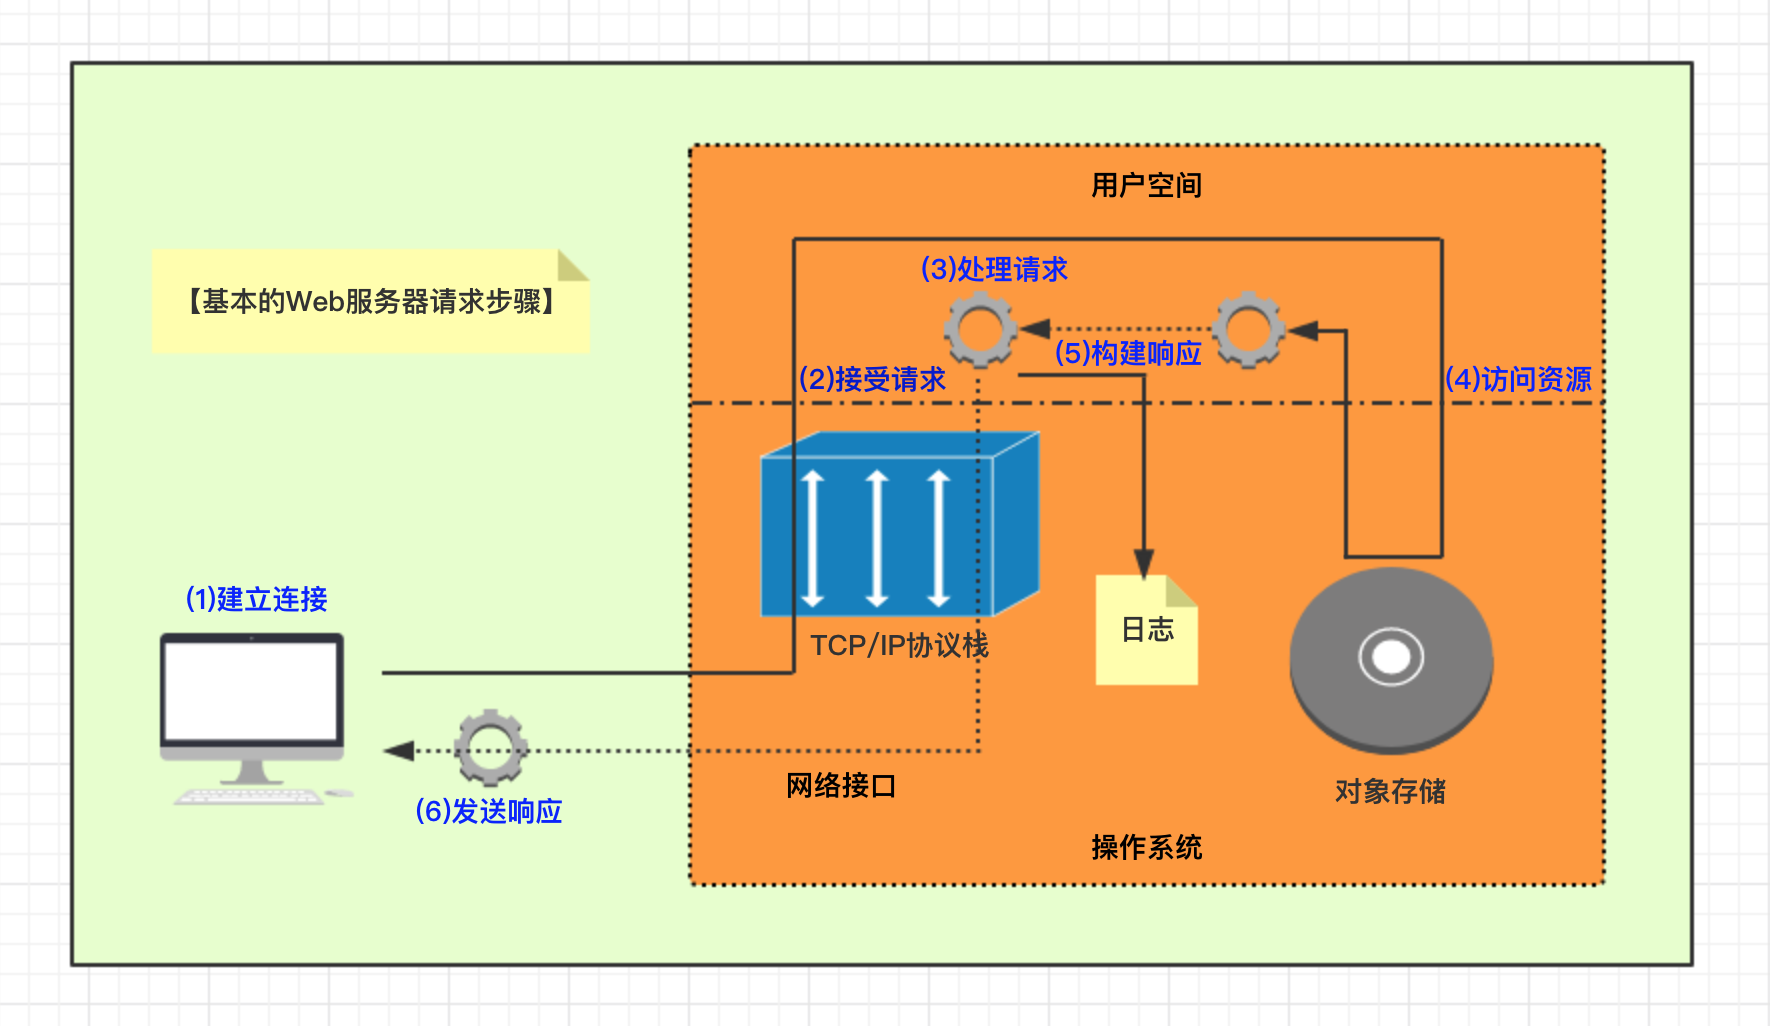 用户空间
(3)处理请求
【基本的Web服务器请求步骤】
(5)构建响应
(2)接受请求
(4)访问资源
(1)建立连接
日志
TCP/IP协议栈
网络接口
对象存储
(6)发送响应
操作系统